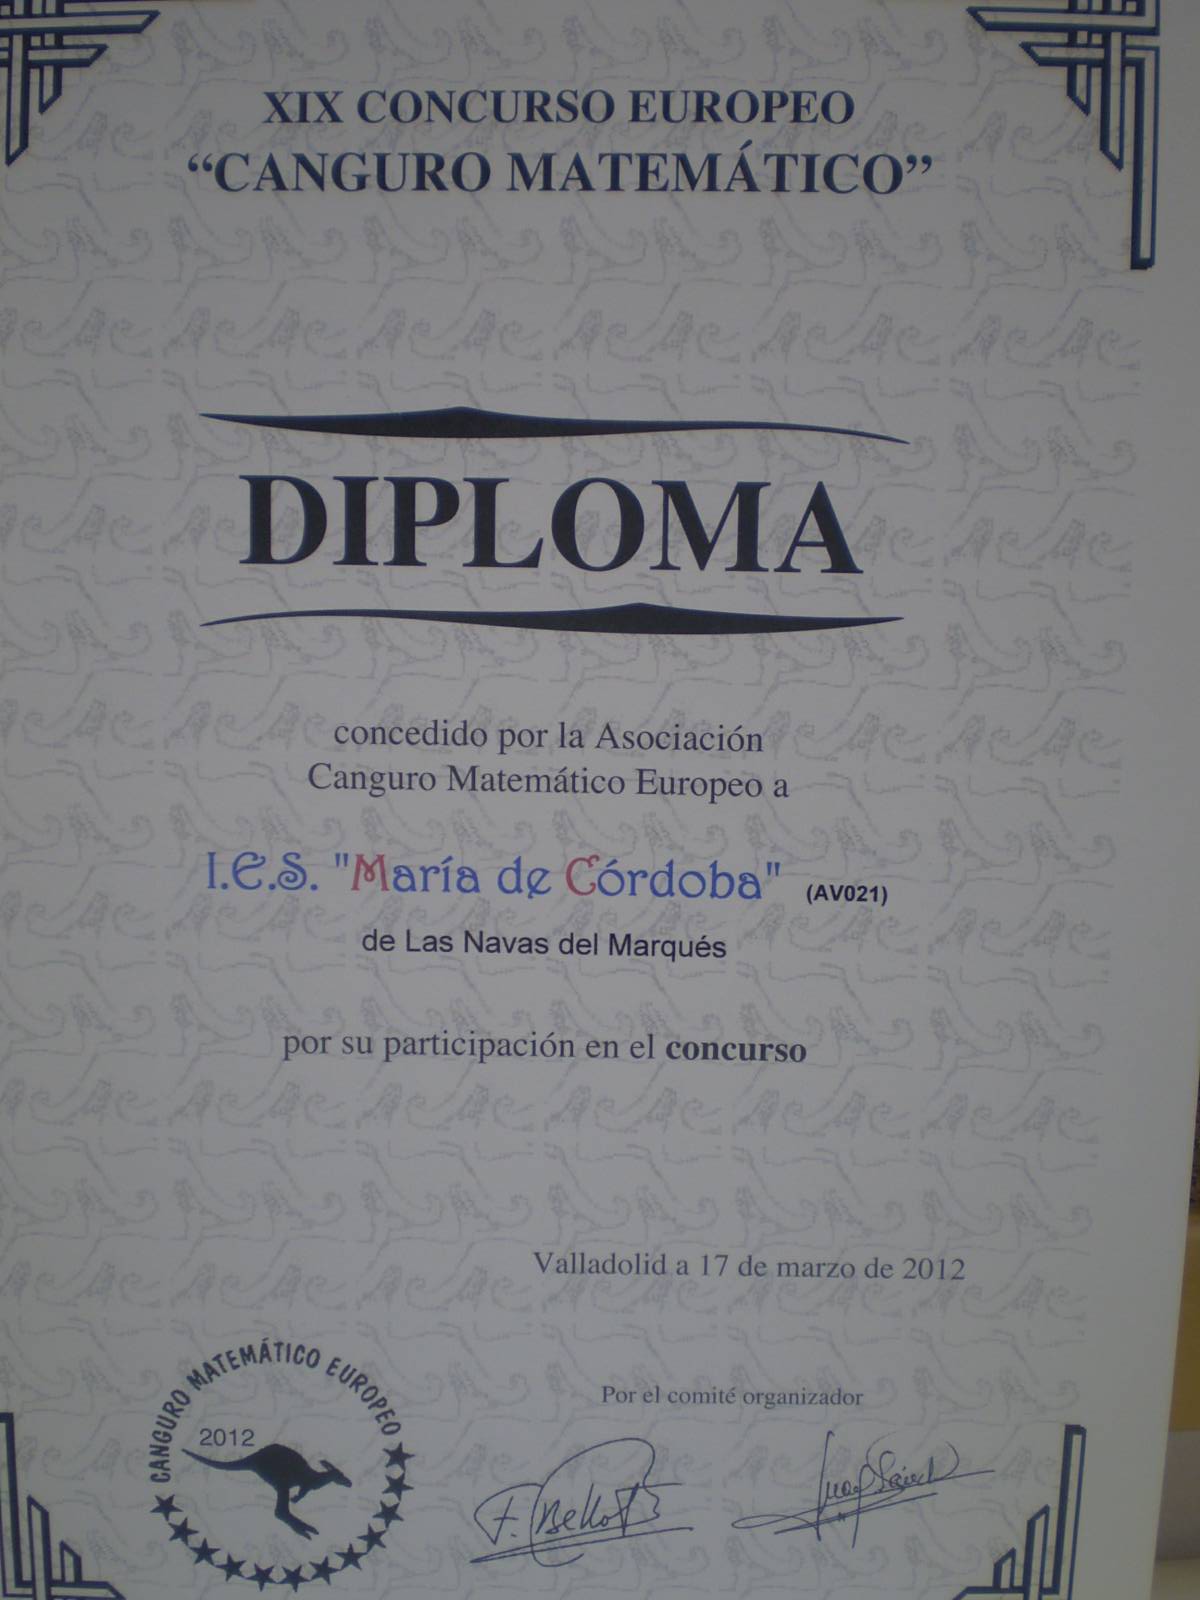 XIX CONCURSO EUROPEO
“CANGURO MATEMÁTICO”
DIPLOMA
concedido por la Asociación
Canguro Matemático Europeo a
I.E.S. "María de Córdoba" (AV021)
de Las Navas del Marqués
por su participación en el concurso
Valladolid a 17 de marzo de 2012
Por el comité organizador
CANGURO MATEMÁTICO EUROPEO
2012
F. Bellot